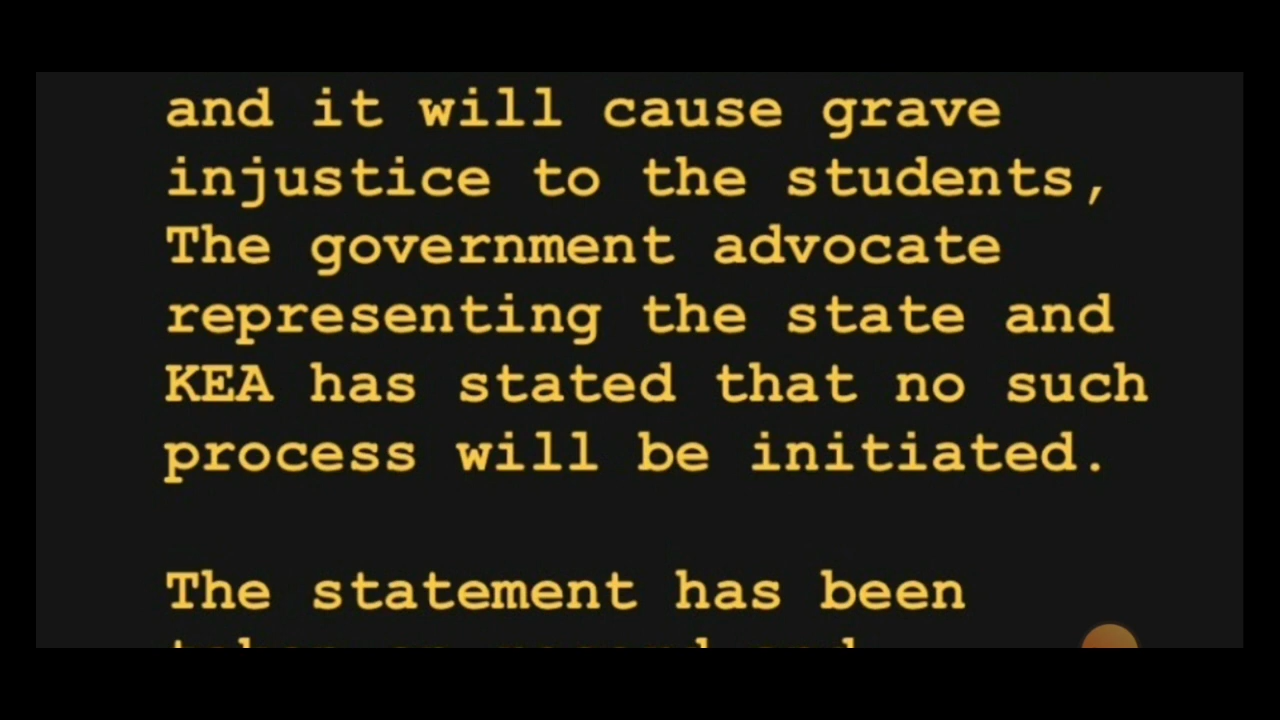 and it will cause grave
injustice to the students,
The government advocate
representing the state and
KEA has stated that no such
process will be initiated.
The statement has been